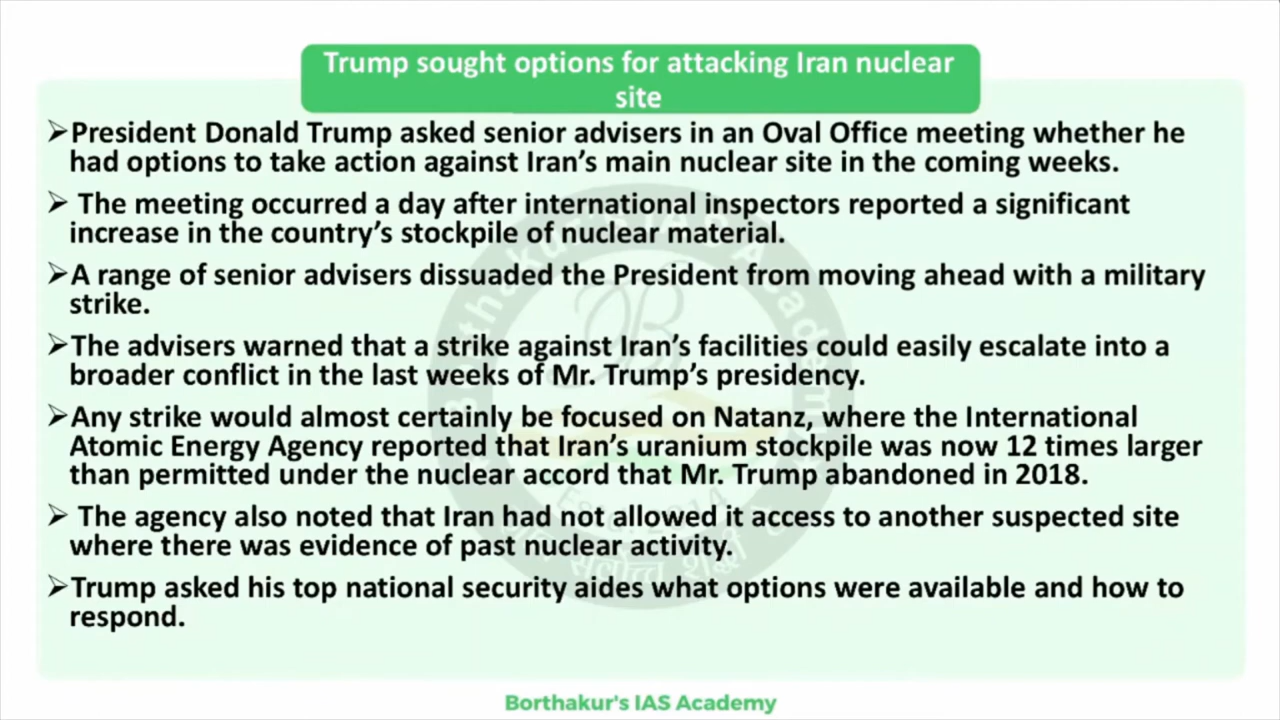 Trump sought options for attacking Iran nuclear
site
➢President Donald Trump asked senior advisers in an Oval Office meeting whether he
had options to take action against Iran’s main nuclear site in the coming weeks.
➢ The meeting occurred a day after international inspectors reported a significant
increase in the country’s stockpile of nuclear material.
➢A range of senior advisers dissuaded the President from moving ahead with a military
strike.
➢The advisers warned that a strike against Iran’s facilities could easily escalate into a
broader conflict in the last weeks of Mr. Trump’s presidency.
➢Any strike would almost certainly be focused on Natanz, where the International
Atomic Energy Agency reported that Iran’s uranium stockpile was now 12 times larger
than permitted under the nuclear accord that Mr. Trump abandoned in 2018.
➢ The agency also noted that Iran had not allowed it access to another suspected site
where there was evidence of past nuclear activity.
➢Trump asked his top national security aides what options were available and how to
respond.
Borthakur's IAS Academy